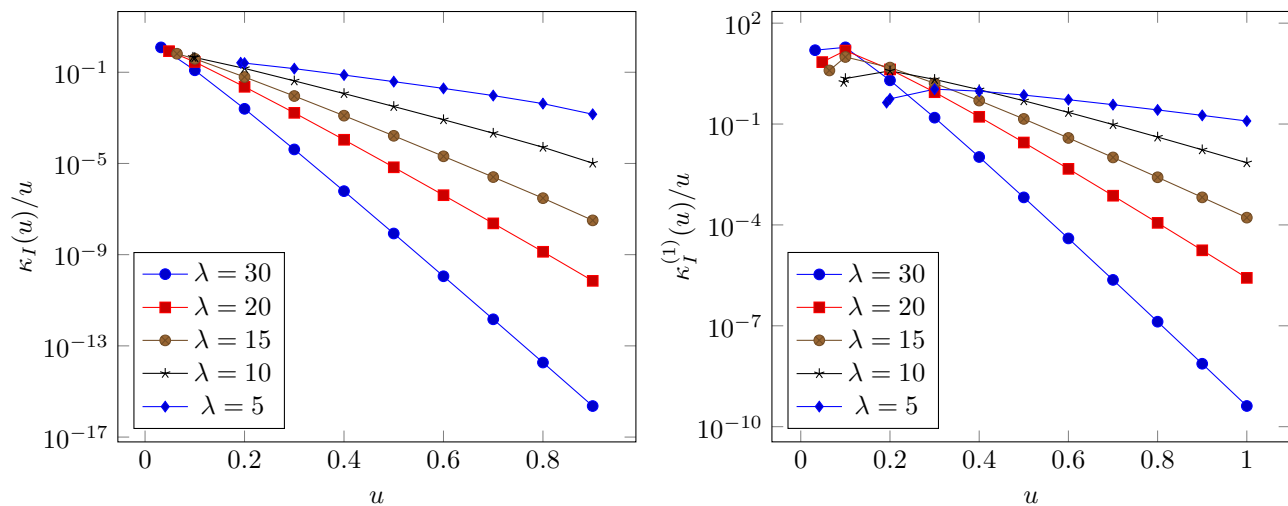 10^{-1}
10^{-5}
10^{-9}
10^{-13}
10^{-17}
κ_I(u)/u
0 0.2 0.4 0.6 0.8
u
λ = 30
λ = 20
λ = 15
λ = 10
λ = 5
10^{2}
10^{-1}
10^{-4}
10^{-7}
10^{-10}
κ_I^{(1)}(u)/u
0 0.2 0.4 0.6 0.8 1
u
λ = 30
λ = 20
λ = 15
λ = 10
λ = 5